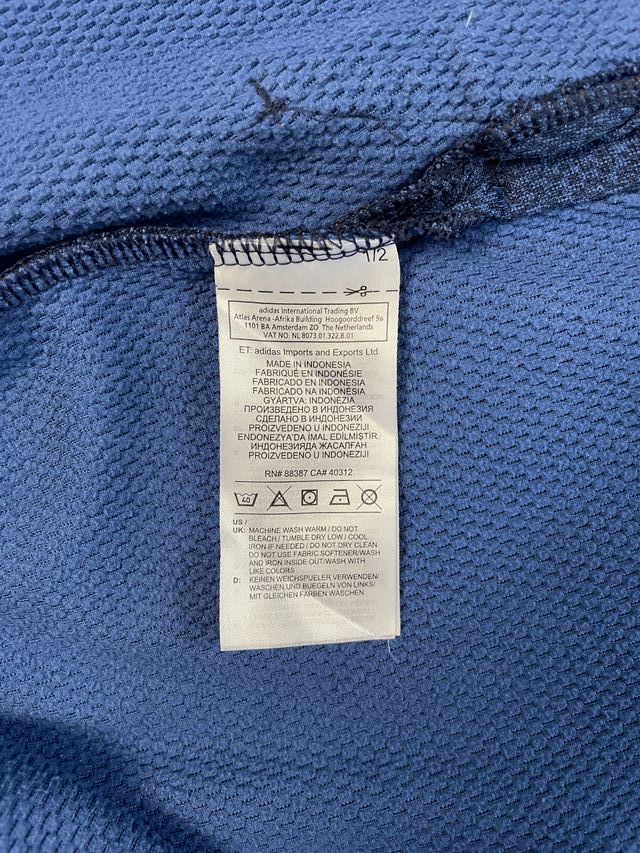 1/2
adidas International Trading BV
Atlas Arena -Afrika Building Hoogoorddreef 9a
1101 BA Amsterdam ZO The Netherlands
VAT NO. NL 8073.01.322.B.01
ET: adidas Imports and Exports Ltd
MADE IN INDONESIA
FABRIQUÉ EN INDONÉSIE
FABRICADO EN INDONESIA
FABRICADO NA INDONÉSIA
GYÁRTVA: INDONÉZIA
ПРОИЗВЕДЕНО В ИНДОНЕЗИЯ
СДЕЛАНО В ИНДОНЕЗИИ
PROIZVEDENO U INDONEZIJI
ENDONEZYA'DA IMAL EDİLMİŞTİR.
ИНДОНЕЗИЯДА ЖАСАЛҒАН
PROIZVEDENO U INDONEZIJI
RN# 88387 CA# 40312
40
US /
UK: MACHINE WASH WARM / DO NOT
BLEACH / TUMBLE DRY LOW / COOL
IRON IF NEEDED / DO NOT DRY CLEAN
DO NOT USE FABRIC SOFTENER/WASH
AND IRON INSIDE OUT/WASH WITH
LIKE COLORS
D: KEINEN WEICHSPUELER VERWENDEN/
WASCHEN UND BUEGELN VON LINKS/
MIT GLEICHEN FARBEN WASCHEN